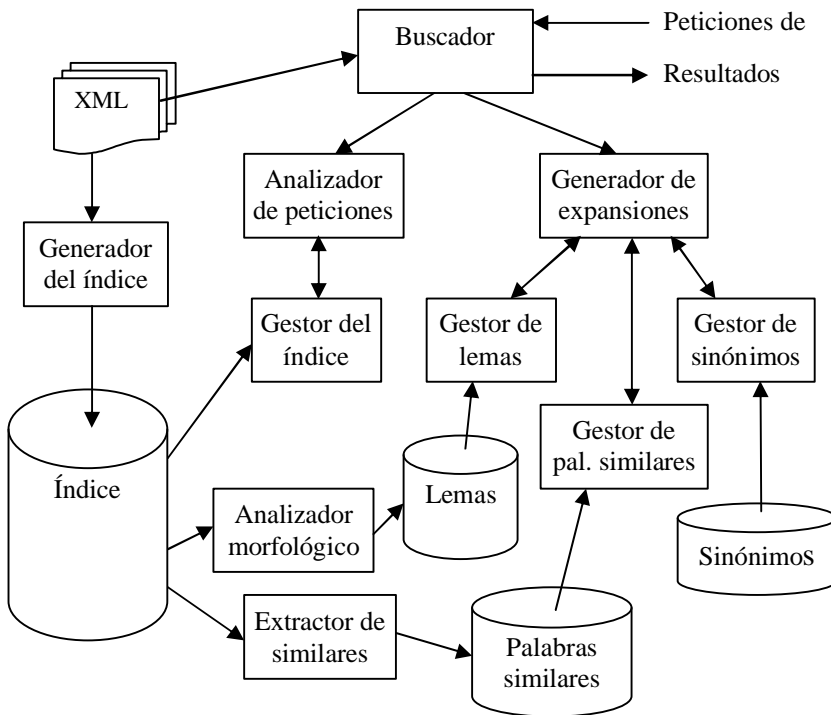 Buscador
Peticiones de
Resultados
XML
Analizador
de peticiones
Generador de
expansiones
Generador
del índice
Gestor del
índice
Gestor de
lemas
Gestor de
sinónimos
Gestor de
pal. similares
Índice
Analizador
morfológico
Lemas
Sinónimos
Extractor de
similares
Palabras
similares